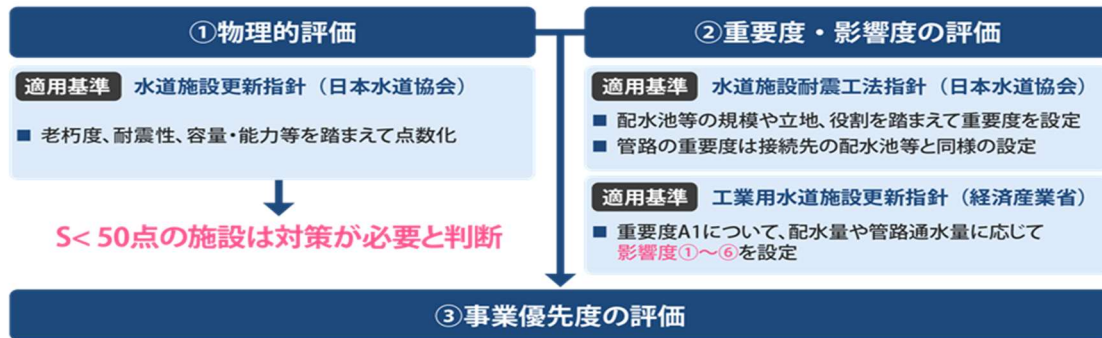 ①物理的評価
適用基準 水道施設更新指針（日本水道協会）
■ 老朽度、耐震性、容量・能力等を踏まえて点数化
S< 50点の施設は対策が必要と判断
②重要度・影響度の評価
適用基準 水道施設耐震工法指針（日本水道協会）
■ 配水池等の規模や立地、役割を踏まえて重要度を設定
■ 管路の重要度は接続先の配水池等と同様の設定
適用基準 工業用水道施設更新指針（経済産業省）
■ 重要度A1について、配水量や管路通水量に応じて
影響度①～⑥を設定
③事業優先度の評価